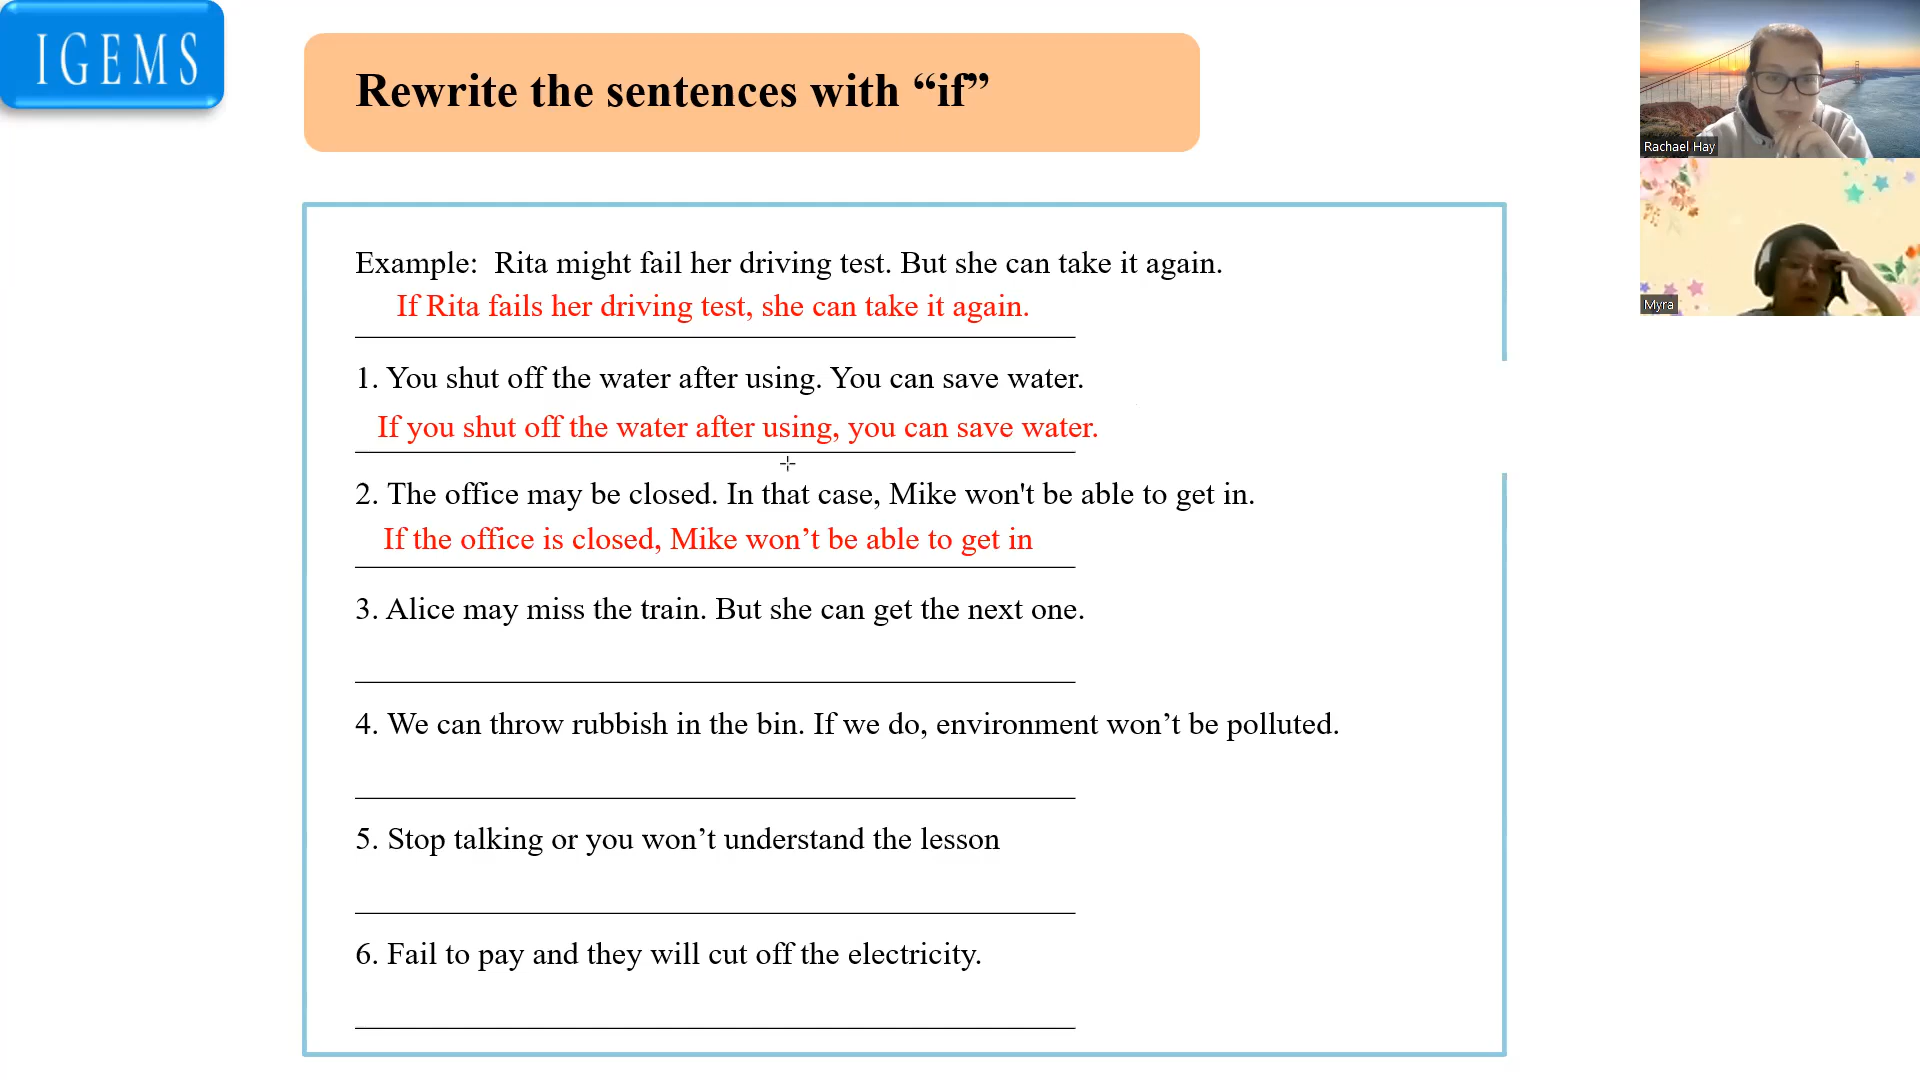 IGEMS
Rewrite the sentences with “if”
Example:  Rita might fail her driving test. But she can take it again.
If Rita fails her driving test, she can take it again.
1. You shut off the water after using. You can save water.
If you shut off the water after using, you can save water.
2. The office may be closed. In that case, Mike won't be able to get in.
If the office is closed, Mike won’t be able to get in
3. Alice may miss the train. But she can get the next one.
4. We can throw rubbish in the bin. If we do, environment won’t be polluted.
5. Stop talking or you won’t understand the lesson
6. Fail to pay and they will cut off the electricity.
Rachael Hay
Myra